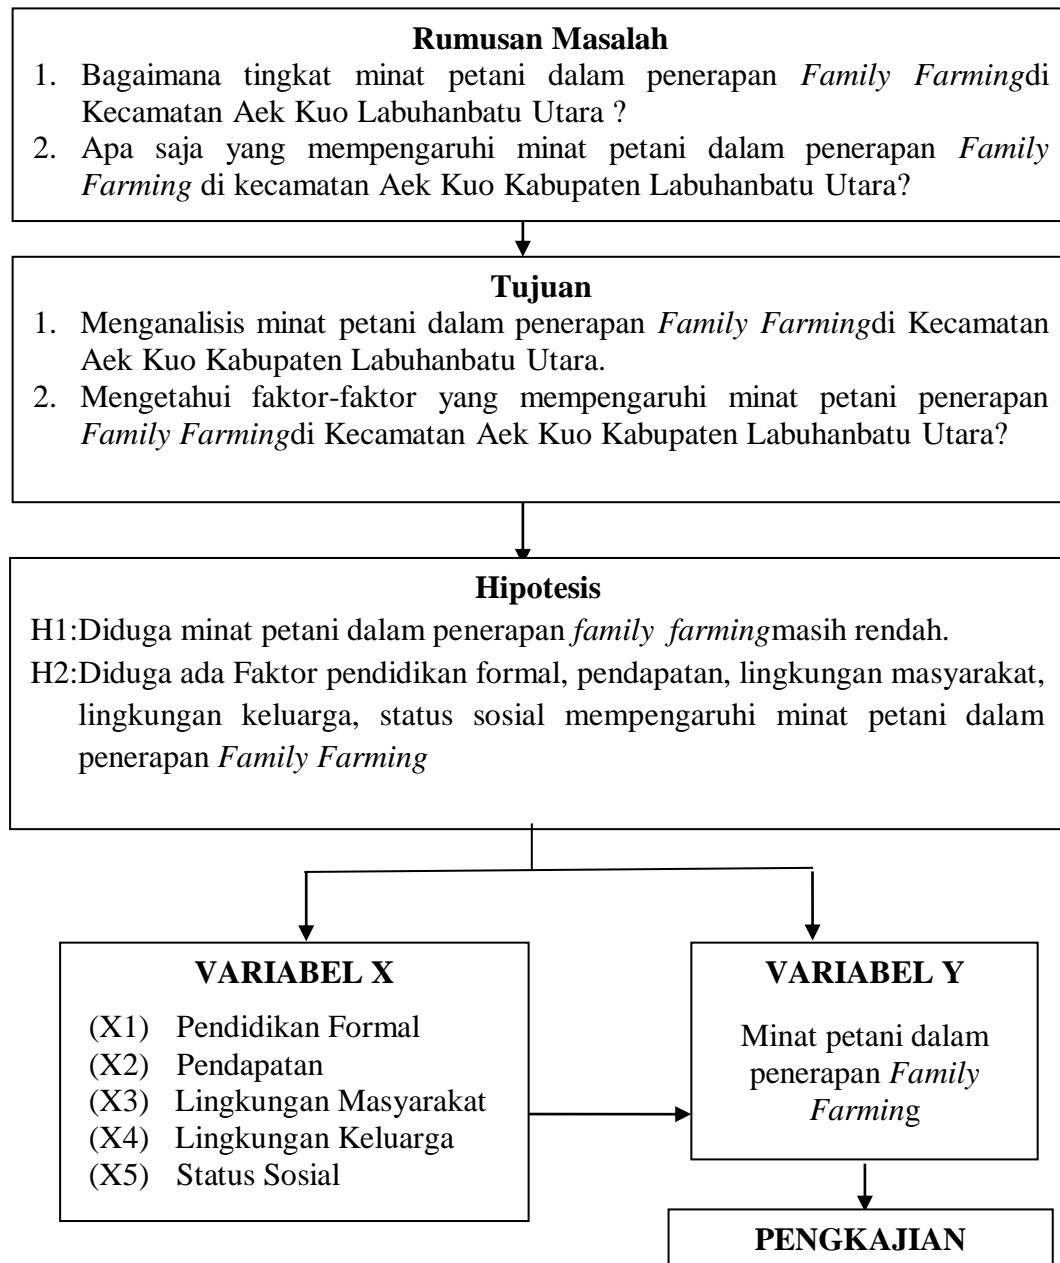 Rumusan Masalah
1. Bagaimana tingkat minat petani dalam penerapan Family Farmingdi
Kecamatan Aek Kuo Labuhanbatu Utara ?
2. Apa saja yang mempengaruhi minat petani dalam penerapan Family
Farming di kecamatan Aek Kuo Kabupaten Labuhanbatu Utara?
Tujuan
1. Menganalisis minat petani dalam penerapan Family Farmingdi Kecamatan
Aek Kuo Kabupaten Labuhanbatu Utara.
2. Mengetahui faktor-faktor yang mempengaruhi minat petani penerapan
Family Farmingdi Kecamatan Aek Kuo Kabupaten Labuhanbatu Utara?
Hipotesis
H1:Diduga minat petani dalam penerapan family farmingmasih rendah.
H2:Diduga ada Faktor pendidikan formal, pendapatan, lingkungan masyarakat,
lingkungan keluarga, status sosial mempengaruhi minat petani dalam
penerapan Family Farming
VARIABEL X
(X1) Pendidikan Formal
(X2) Pendapatan
(X3) Lingkungan Masyarakat
(X4) Lingkungan Keluarga
(X5) Status Sosial
VARIABEL Y
Minat petani dalam
penerapan Family
Farming
PENGKAJIAN